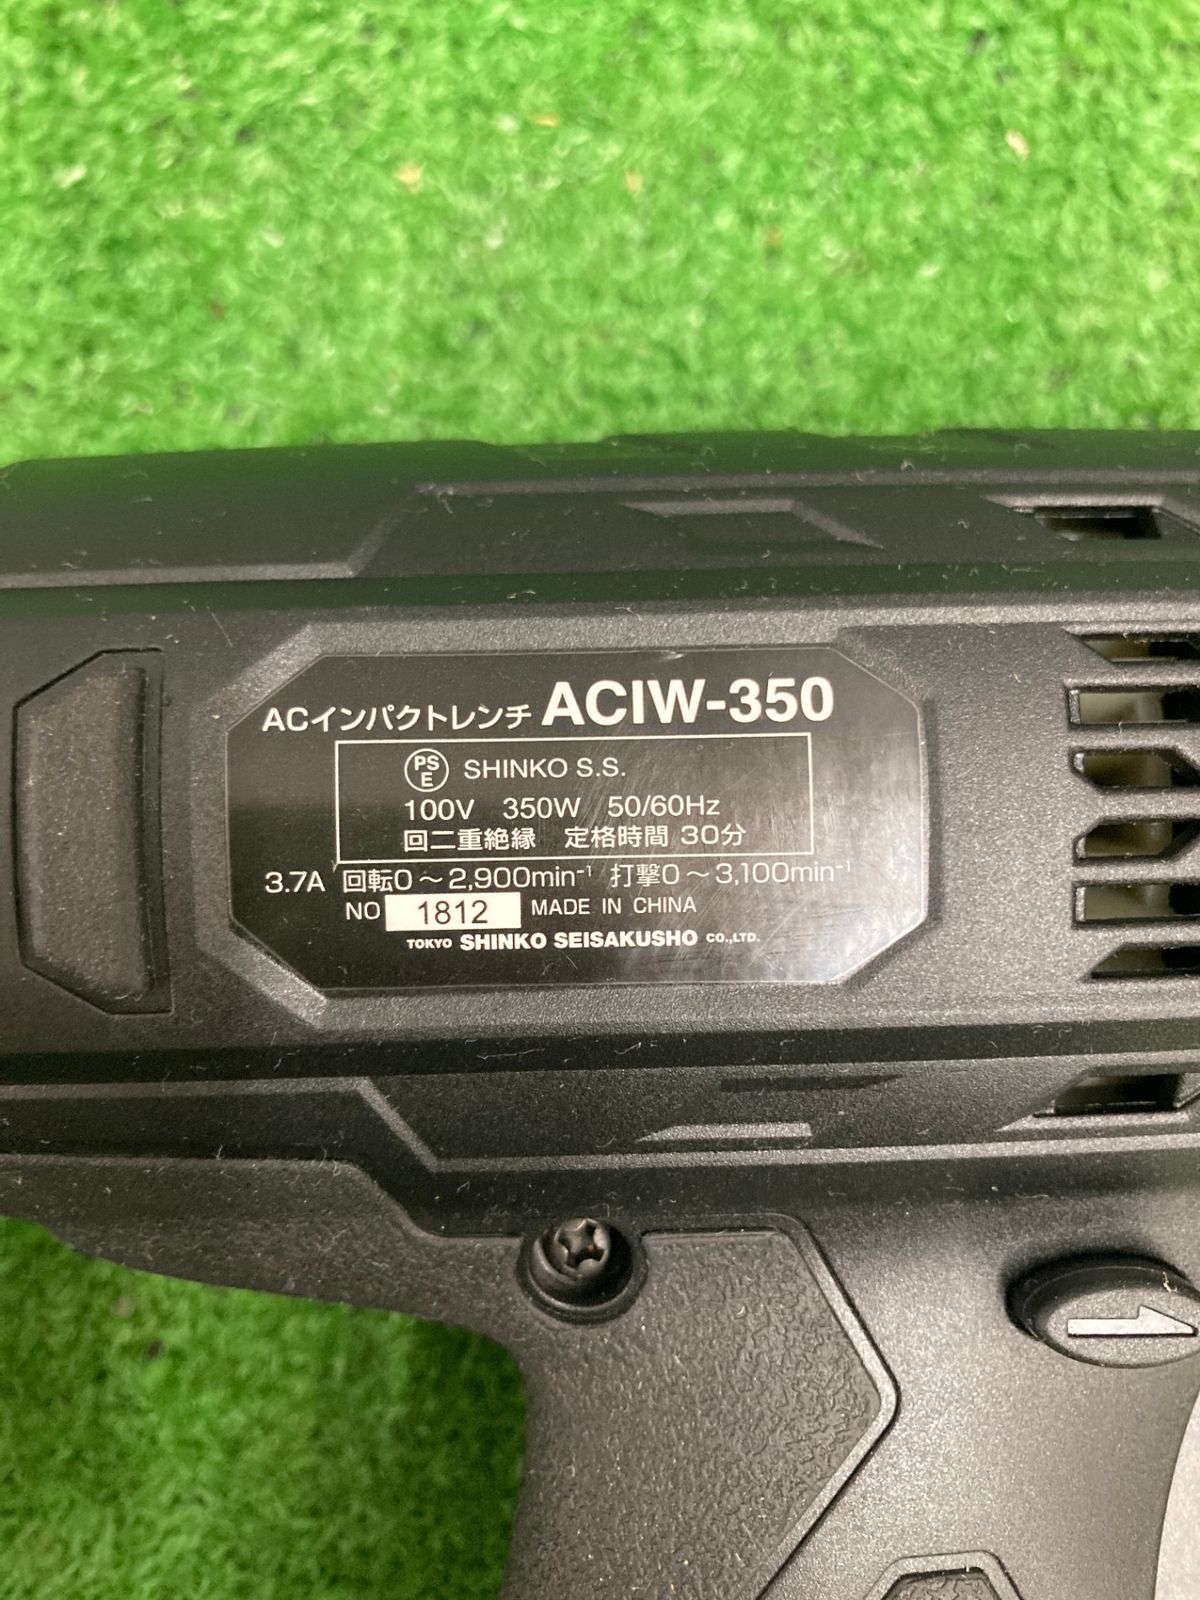 ACインパクトレンチ ACIW-350
PSE SHINKO S.S.
100V 350W 50/60Hz
回二重絶縁 定格時間 30分
3.7A 回転0～2,900min⁻¹ 打撃0～3,100min⁻¹
NO 1812 MADE IN CHINA
TOKYO SHINKO SEISAKUSHO CO.,LTD.